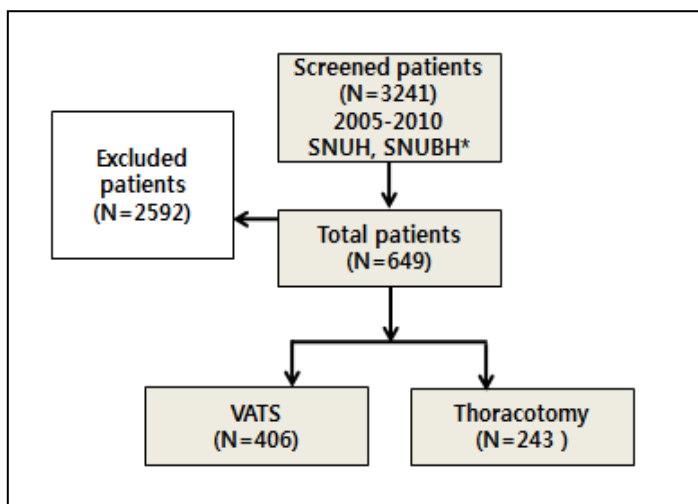 Screened patients
(N=3241)
2005-2010
SNUH, SNUBH*
Excluded
patients
(N=2592)
Total patients
(N=649)
VATS
(N=406)
Thoracotomy
(N=243 )